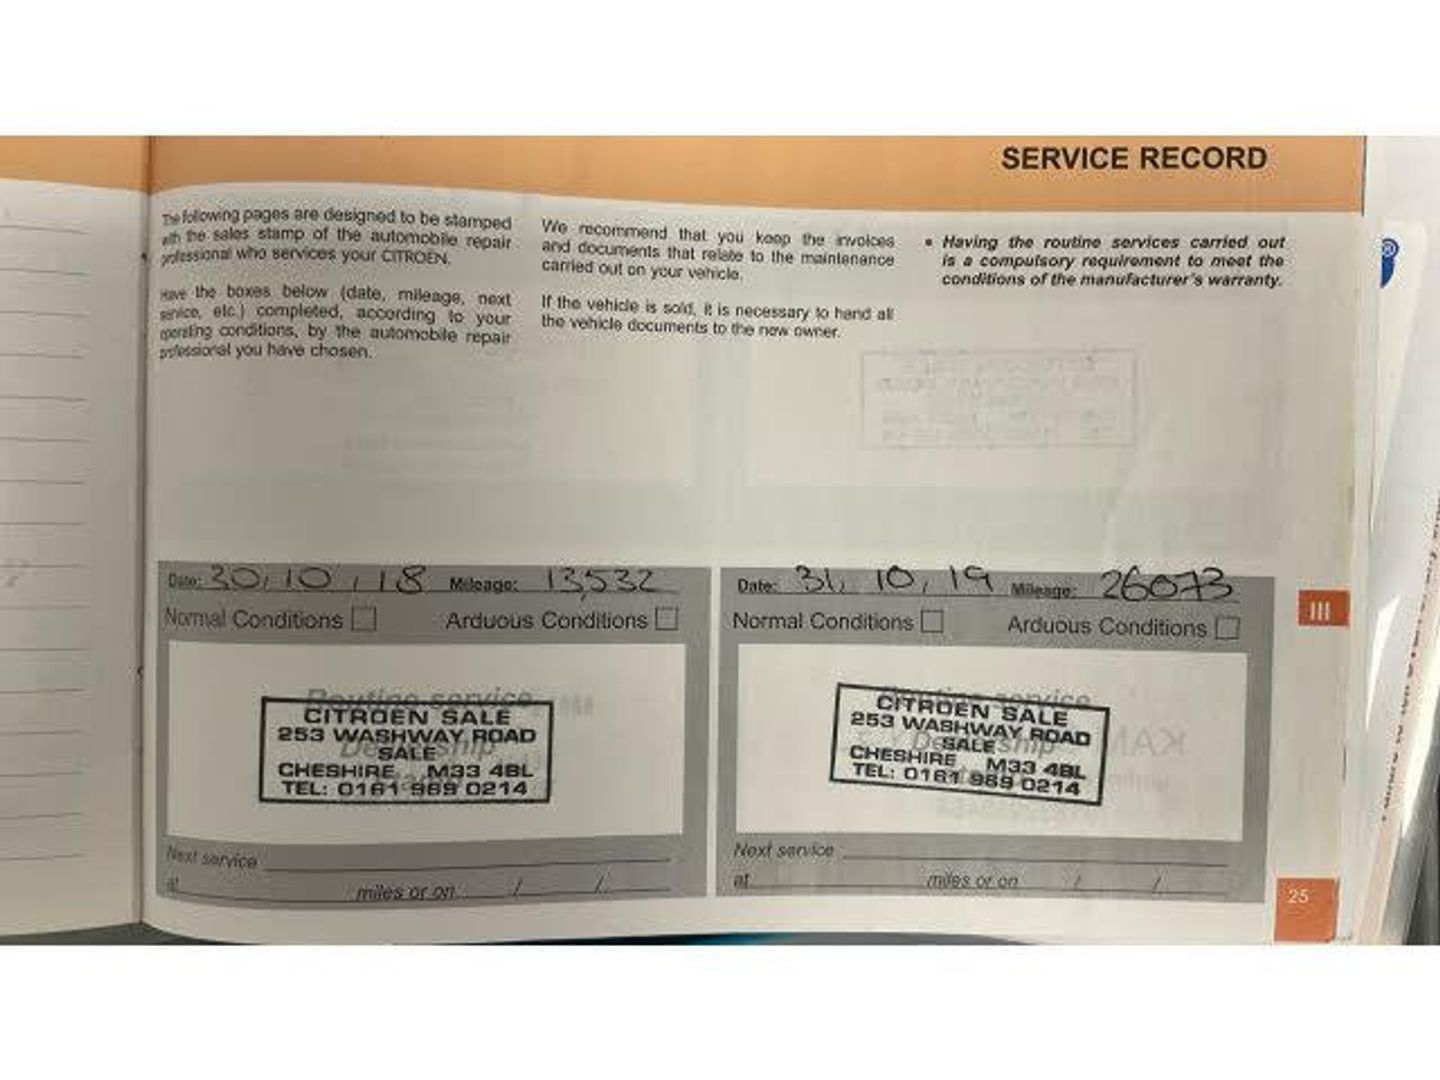 SERVICE RECORD
The following pages are designed to be stamped
with the sales stamp of the automobile repair
professional who services your CITROËN.
Have the boxes below (date, mileage, next
service, etc.) completed, according to your
operating conditions, by the automobile repair
professional you have chosen.
We recommend that you keep the invoices
and documents that relate to the maintenance
carried out on your vehicle.
If the vehicle is sold, it is necessary to hand all
the vehicle documents to the new owner.
• Having the routine services carried out
is a compulsory requirement to meet the
conditions of the manufacturer's warranty.
Date: 30, 10, 18 Mileage: 13,532
Normal Conditions Arduous Conditions
Routine service
CITROEN SALE
253 WASHWAY ROAD
SALE
CHESHIRE M33 4BL
TEL: 0161 969 0214
Next service
at miles or on / /
Date: 31, 10, 19 Mileage: 26073
Normal Conditions Arduous Conditions
Routine service
CITROEN SALE
253 WASHWAY ROAD
SALE
CHESHIRE M33 4BL
TEL: 0161 969 0214
Next service
at miles or on / /
III
25